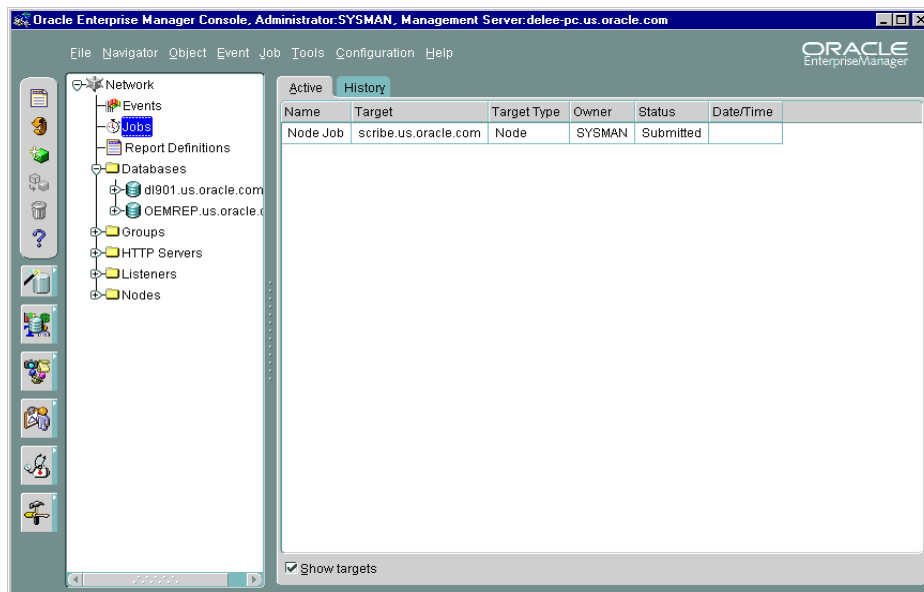 Oracle Enterprise Manager Console, Administrator:SYSMAN, Management Server:delee-pc.us.oracle.com
File Navigator Object Event Job Tools Configuration Help
ORACLE
EnterpriseManager
Network
Events
Jobs
Report Definitions
Databases
dl901.us.oracle.com
OEMREP.us.oracle.c
Groups
HTTP Servers
Listeners
Nodes
Active History
Name Target Target Type Owner Status Date/Time
Node Job scribe.us.oracle.com Node SYSMAN Submitted
Show targets